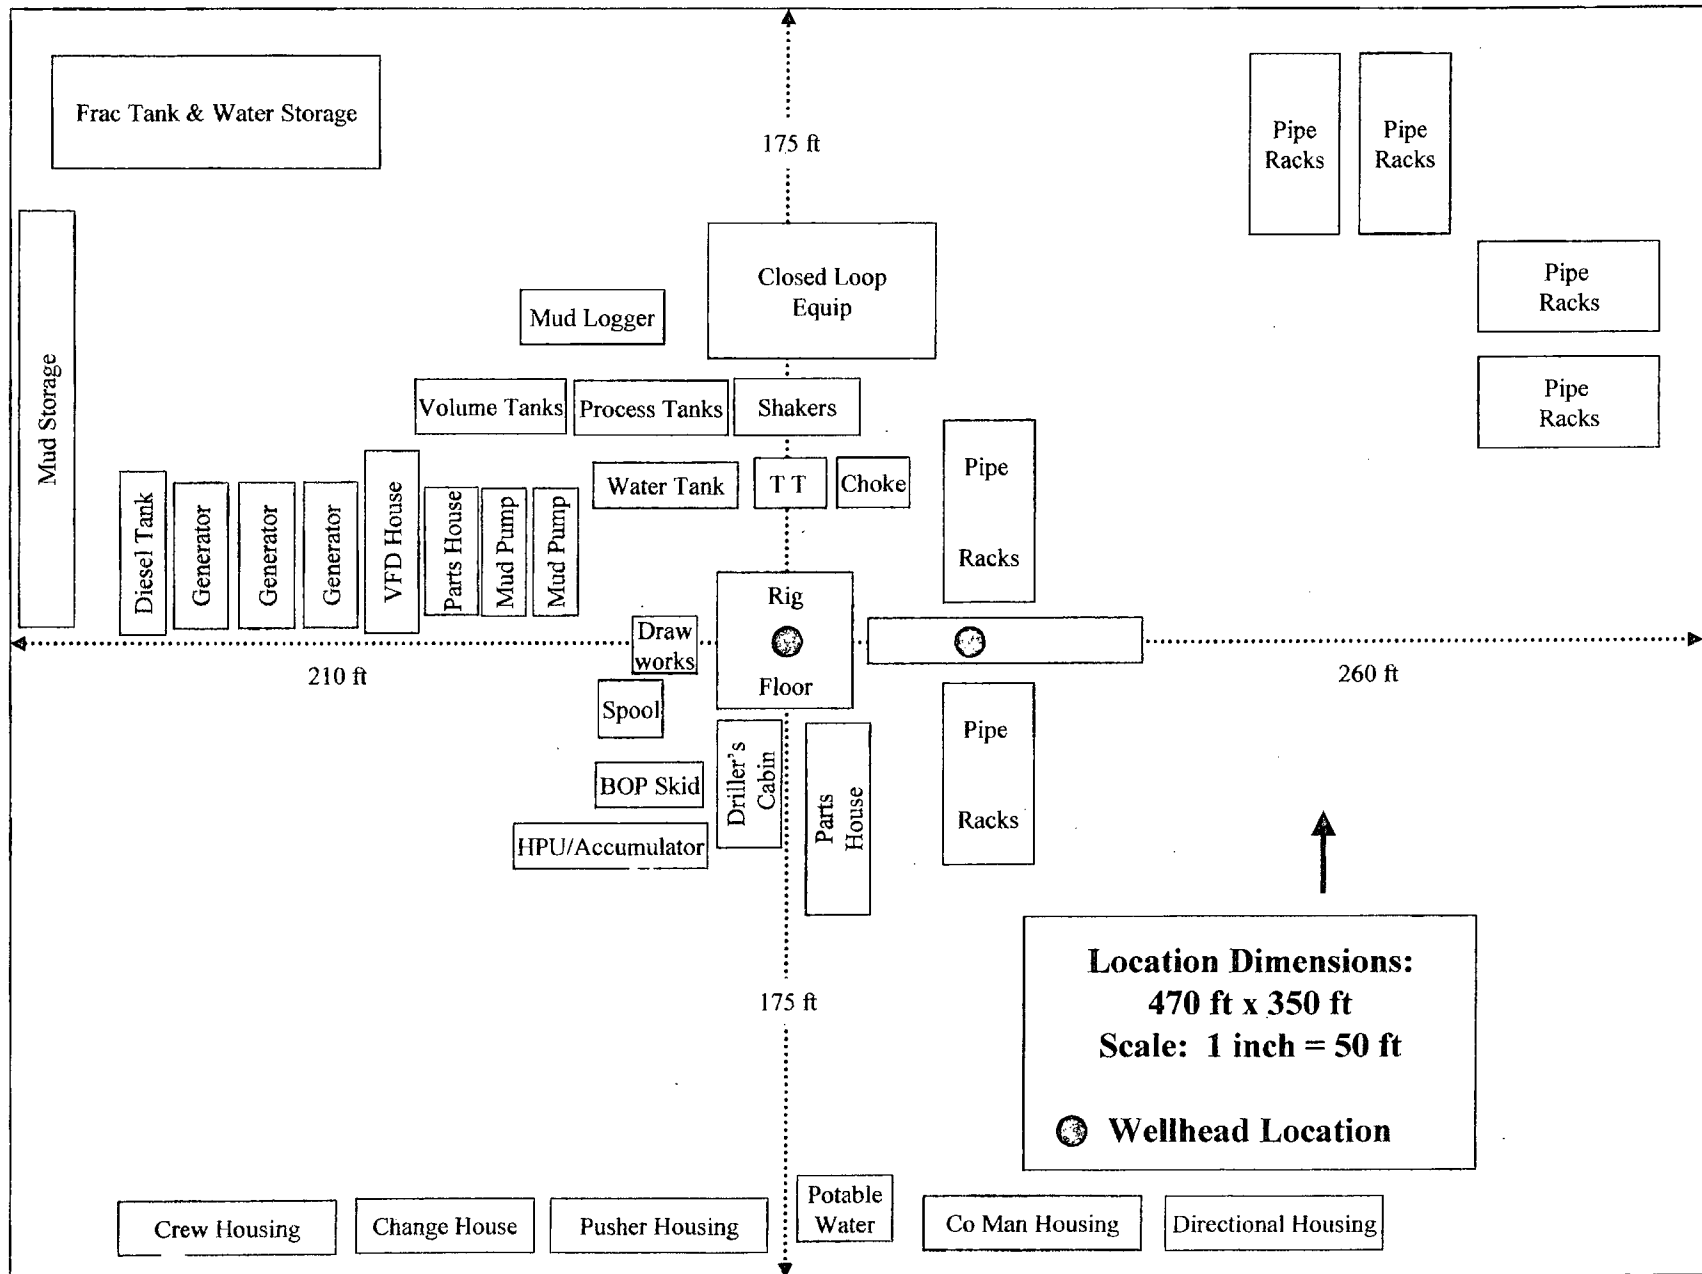 Frac Tank & Water Storage
175 ft
Pipe
Racks
Pipe
Racks
Closed Loop
Equip
Pipe
Racks
Mud Logger
Mud Storage
Volume Tanks
Process Tanks
Shakers
Pipe
Racks
Diesel Tank
Generator
Generator
Generator
VFD House
Parts House
Mud Pump
Mud Pump
Water Tank
T T
Choke
Pipe
Racks
Rig
Floor
Draw
works
210 ft
260 ft
Spool
BOP Skid
HPU/Accumulator
Driller's
Cabin
Parts
House
Pipe
Racks
175 ft
Location Dimensions:
470 ft x 350 ft
Scale: 1 inch = 50 ft
Wellhead Location
Crew Housing
Change House
Pusher Housing
Potable
Water
Co Man Housing
Directional Housing